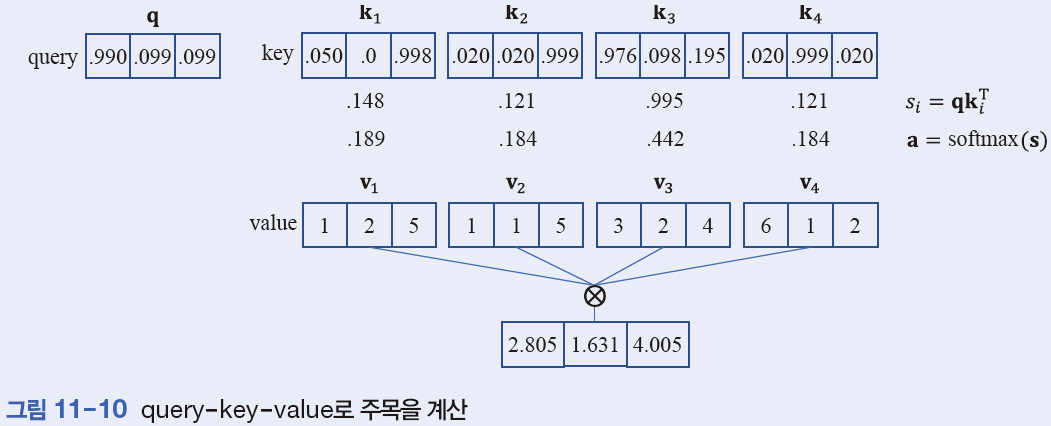 q k₁ k₂ k₃ k₄
query .990 .099 .099 key .050 .0 .998 .020 .020 .999 .976 .098 .195 .020 .999 .020
.148 .121 .995 .121 sᵢ = qkᵢᵀ
.189 .184 .442 .184 a = softmax(s)
v₁ v₂ v₃ v₄
value 1 2 5 1 1 5 3 2 4 6 1 2
2.805 1.631 4.005
그림 11-10 query-key-value로 주목을 계산